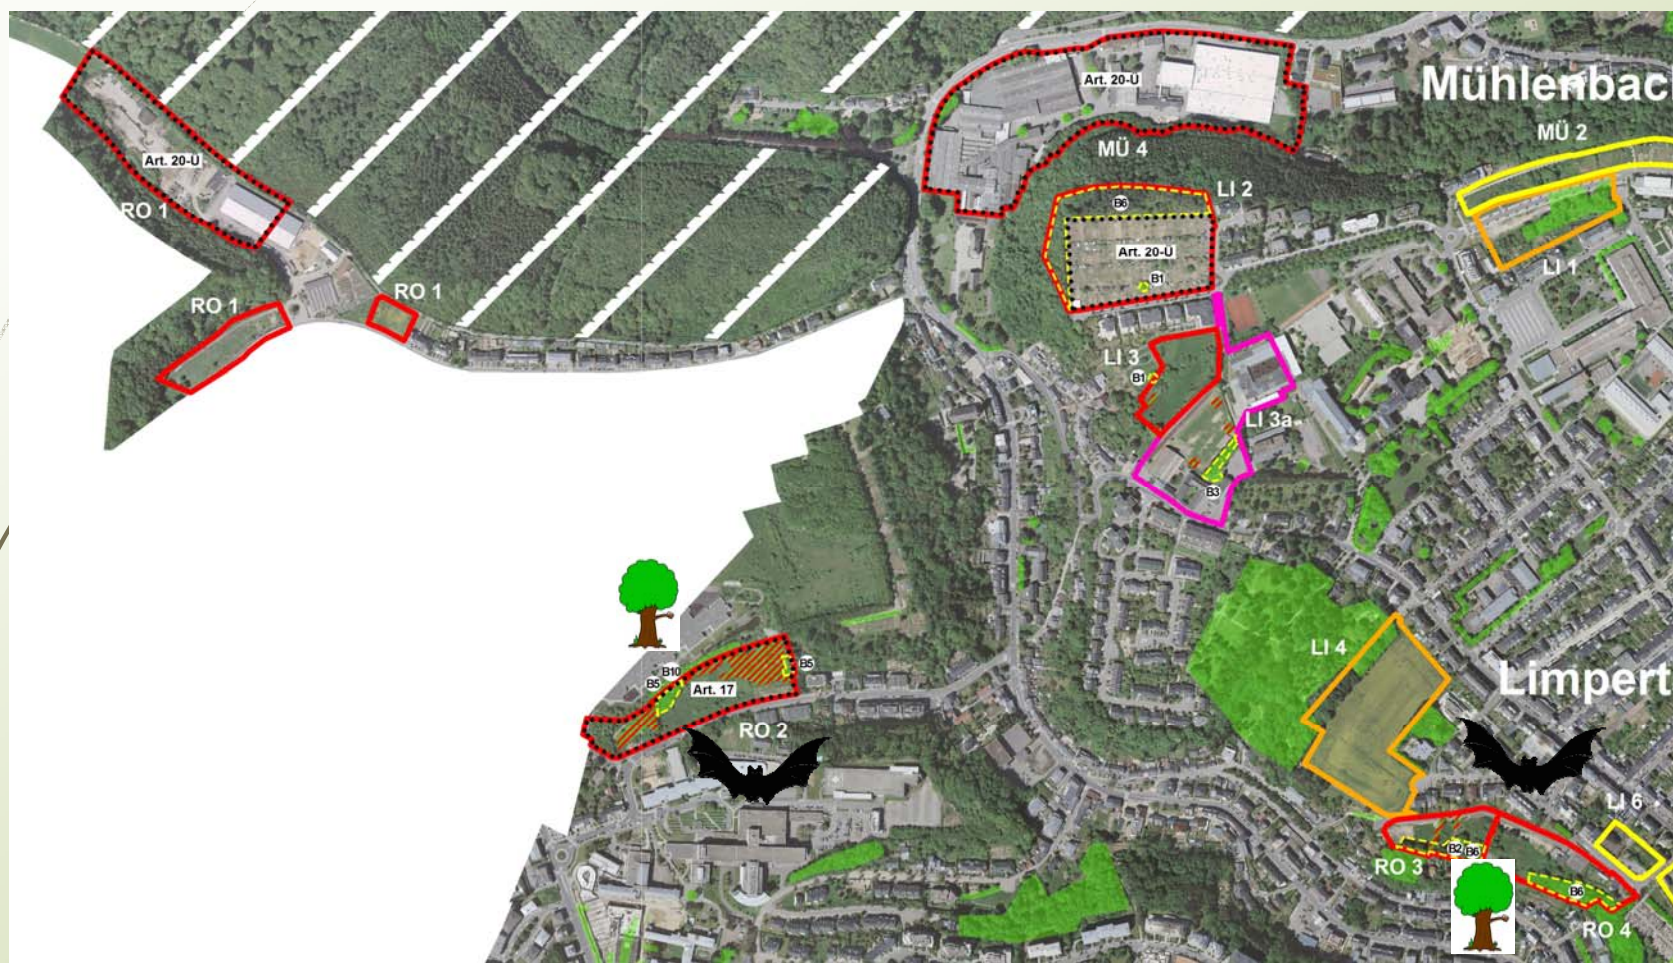 Art. 20-Ü
Mühlenbac
MÜ 2
MÜ 4
Art. 20-Ü
RO 1
LI 2
B6
Art. 20-Ü
B1
LI 1
RO 1
RO 1
LI 3
B1
LI 3a
B3
LI 4
Limpert
B10
B5
B5
Art. 17
RO 2
LI 6
B2
B6
RO 3
B6
RO 4